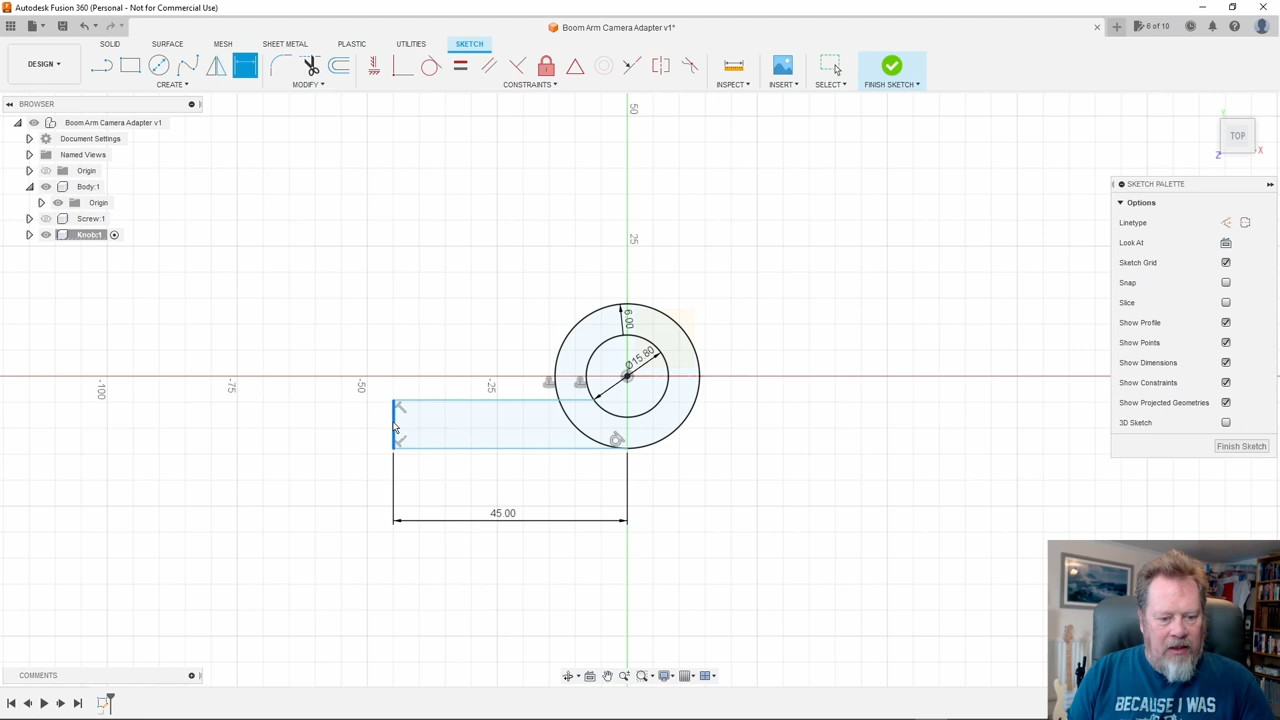 Autodesk Fusion 360 (Personal - Not for Commercial Use)
Boom Arm Camera Adapter v1*
6 of 10
DESIGN
SOLID
SURFACE
MESH
SHEET METAL
PLASTIC
UTILITIES
SKETCH
CREATE
MODIFY
CONSTRAINTS
INSPECT
INSERT
SELECT
FINISH SKETCH
BROWSER
Boom Arm Camera Adapter v1
Document Settings
Named Views
Origin
Body:1
Origin
Screw:1
Knob:1
50
25
-25
-50
-75
-100
6.00
Ø15.80
45.00
TOP
X
Y
Z
SKETCH PALETTE
Options
Linetype
Look At
Sketch Grid
Snap
Slice
Show Profile
Show Points
Show Dimensions
Show Constraints
Show Projected Geometries
3D Sketch
Finish Sketch
COMMENTS
BECAUSE I WAS